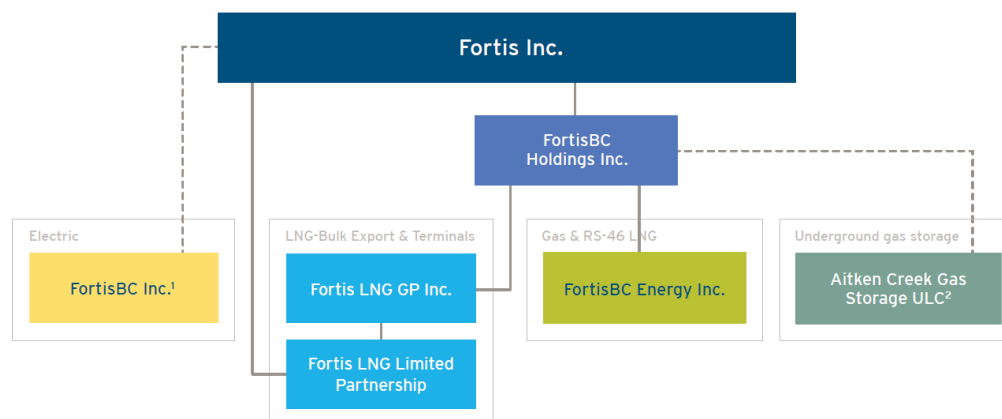 Fortis Inc.
FortisBC
Holdings Inc.
Electric
LNG-Bulk Export & Terminals
Gas & RS-46 LNG
Underground gas storage
FortisBC Inc.¹
Fortis LNG GP Inc.
FortisBC Energy Inc.
Aitken Creek Gas
Storage ULC²
Fortis LNG Limited
Partnership